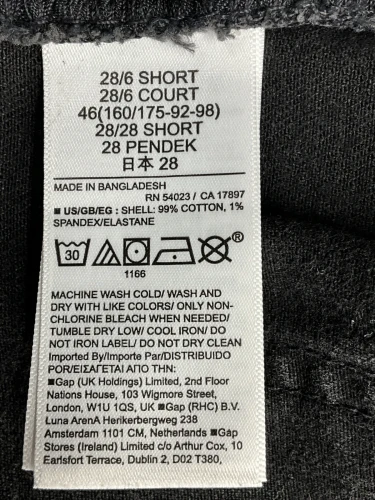 28/6 SHORT
28/6 COURT
46(160/175-92-98)
28/28 SHORT
28 PENDEK
日本 28
MADE IN BANGLADESH
RN 54023 / CA 17897
■ US/GB/EG : SHELL: 99% COTTON, 1%
SPANDEX/ELASTANE
30 ®
1166
MACHINE WASH COLD/ WASH AND
DRY WITH LIKE COLORS/ ONLY NON-
CHLORINE BLEACH WHEN NEEDED/
TUMBLE DRY LOW/ COOL IRON/ DO
NOT IRON LABEL/ DO NOT DRY CLEAN
Imported By/Importe Par/DISTRIBUIDO
POR/ΕΙΣΑΓΕΤΑΙ ΑΠΟ ΤΗΝ:
■Gap (UK Holdings) Limited, 2nd Floor
Nations House, 103 Wigmore Street,
London, W1U 1QS, UK ■Gap (RHC) B.V.
Luna ArenA Herikerbergweg 238
Amsterdam 1101 CM, Netherlands ■Gap
Stores (Ireland) Limited c/o Arthur Cox, 10
Earlsfort Terrace, Dublin 2, D02 T380,